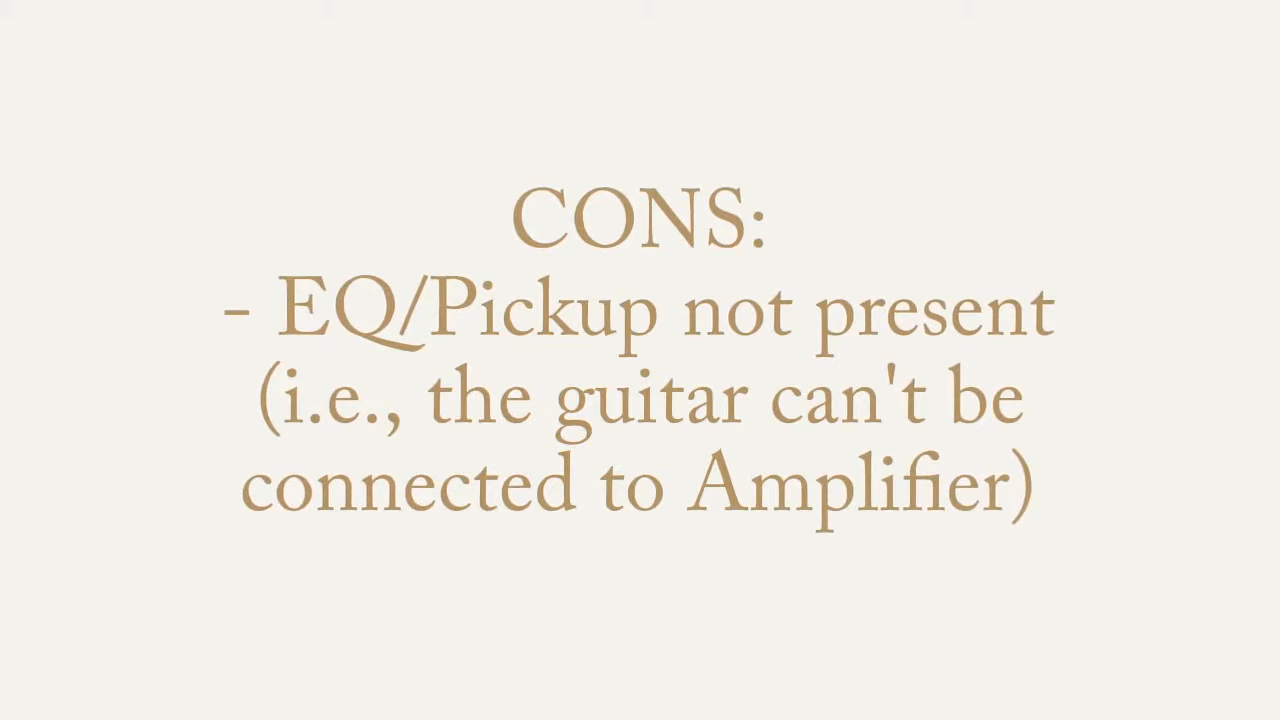 CONS:
- EQ/Pickup not present
(i.e., the guitar can't be
connected to Amplifier)